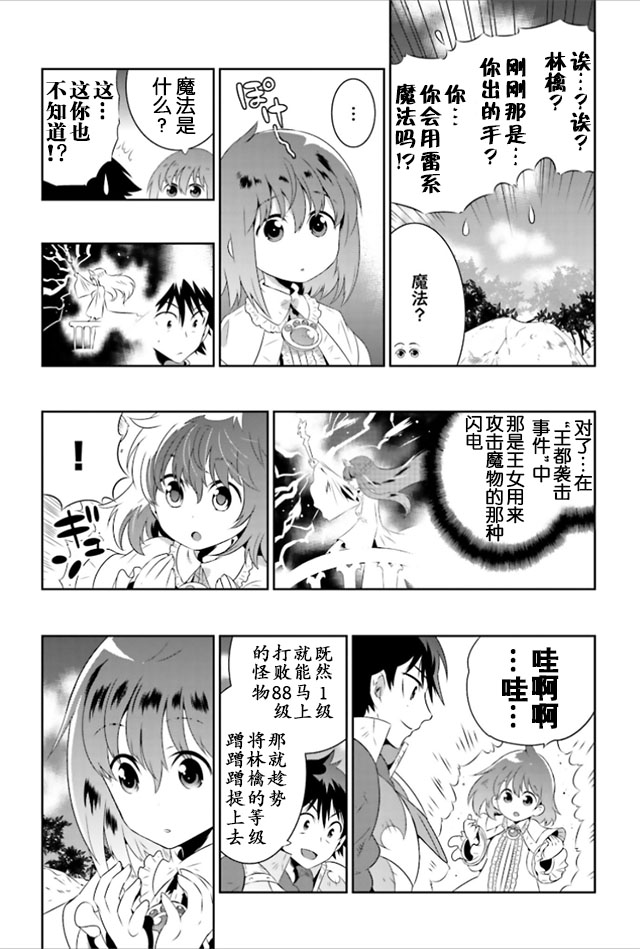 诶…？诶？
林檎？
刚刚那是…
你出的手？
你…
你会用雷系
魔法吗！？
魔法？
…
ぽけ〜
魔法是
什么？
这…
这你也
不知道！？
对了…在
“王都袭击
事件”中
那是王女用来
攻击魔物的那种
闪电
！
ギュン
哇啊啊
…哇…
既然1级
就能马上
打败88级
的怪物
那就趁势
将林檎的等级
蹭蹭蹭提上去